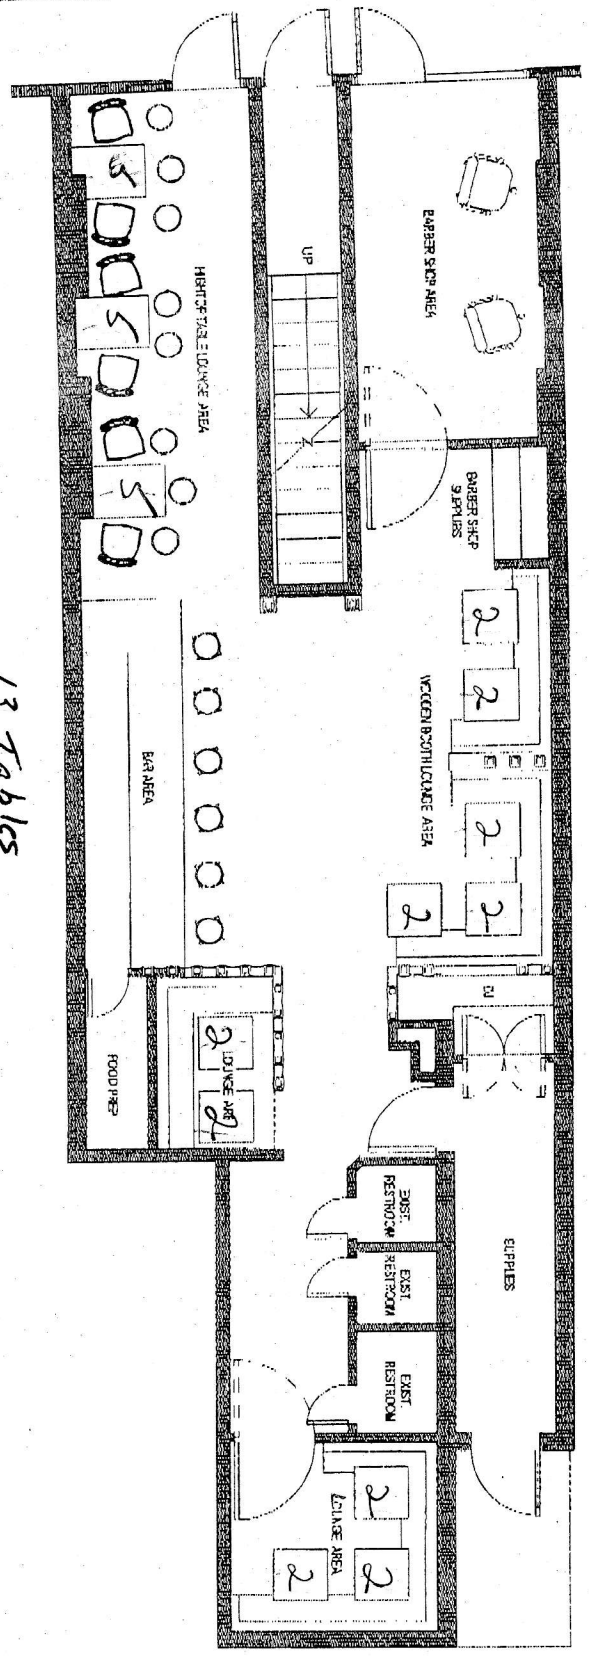 BARBER SHOP AREA
UP
HIGHTOP TABLE LOUNGE AREA
5
5
5
BARBER SHOP
SUPPLIES
2
2
WOODEN BOOTH LOUNGE AREA
2
2
2
BAR AREA
FOOD PREP
2
2
LOUNGE ARE
SUPPLIES
EXIST.
RESTROOM
EXIST.
RESTROOM
EXIST.
RESTROOM
LOUNGE AREA
2
2
2
13 Tables